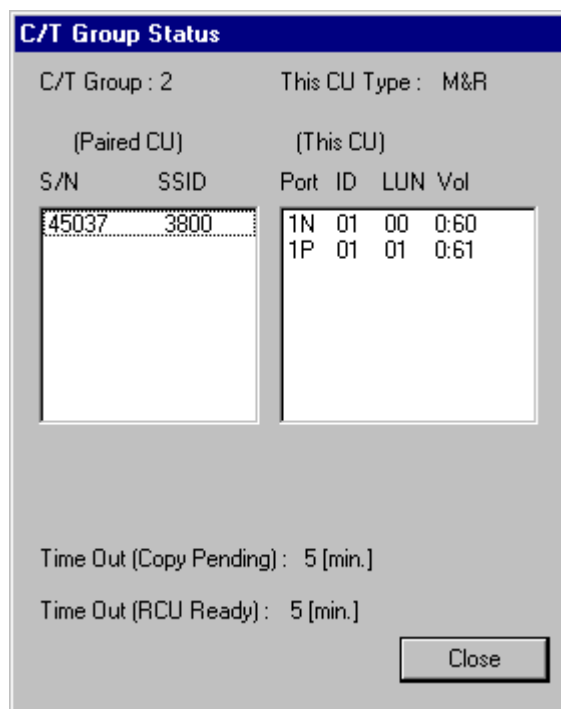 C/T Group Status
C/T Group : 2 This CU Type : M&R
(Paired CU) (This CU)
S/N SSID Port ID LUN Vol
45037 3800 1N 01 00 0:60
1P 01 01 0:61
Time Out (Copy Pending) : 5 [min.]
Time Out (RCU Ready) : 5 [min.]
Close